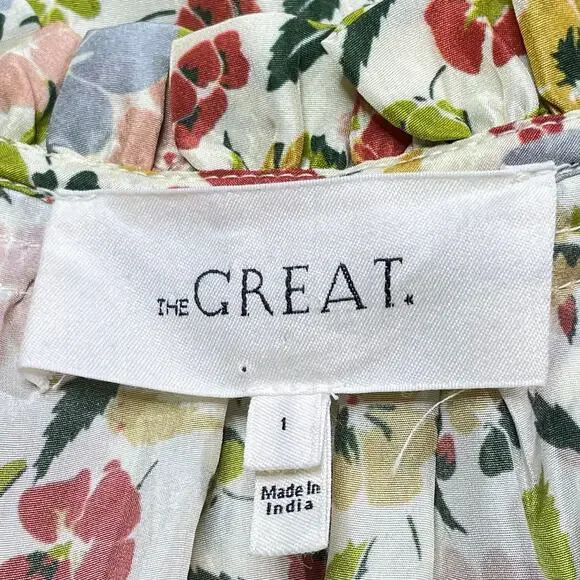 THE GREAT.
1
Made In
India